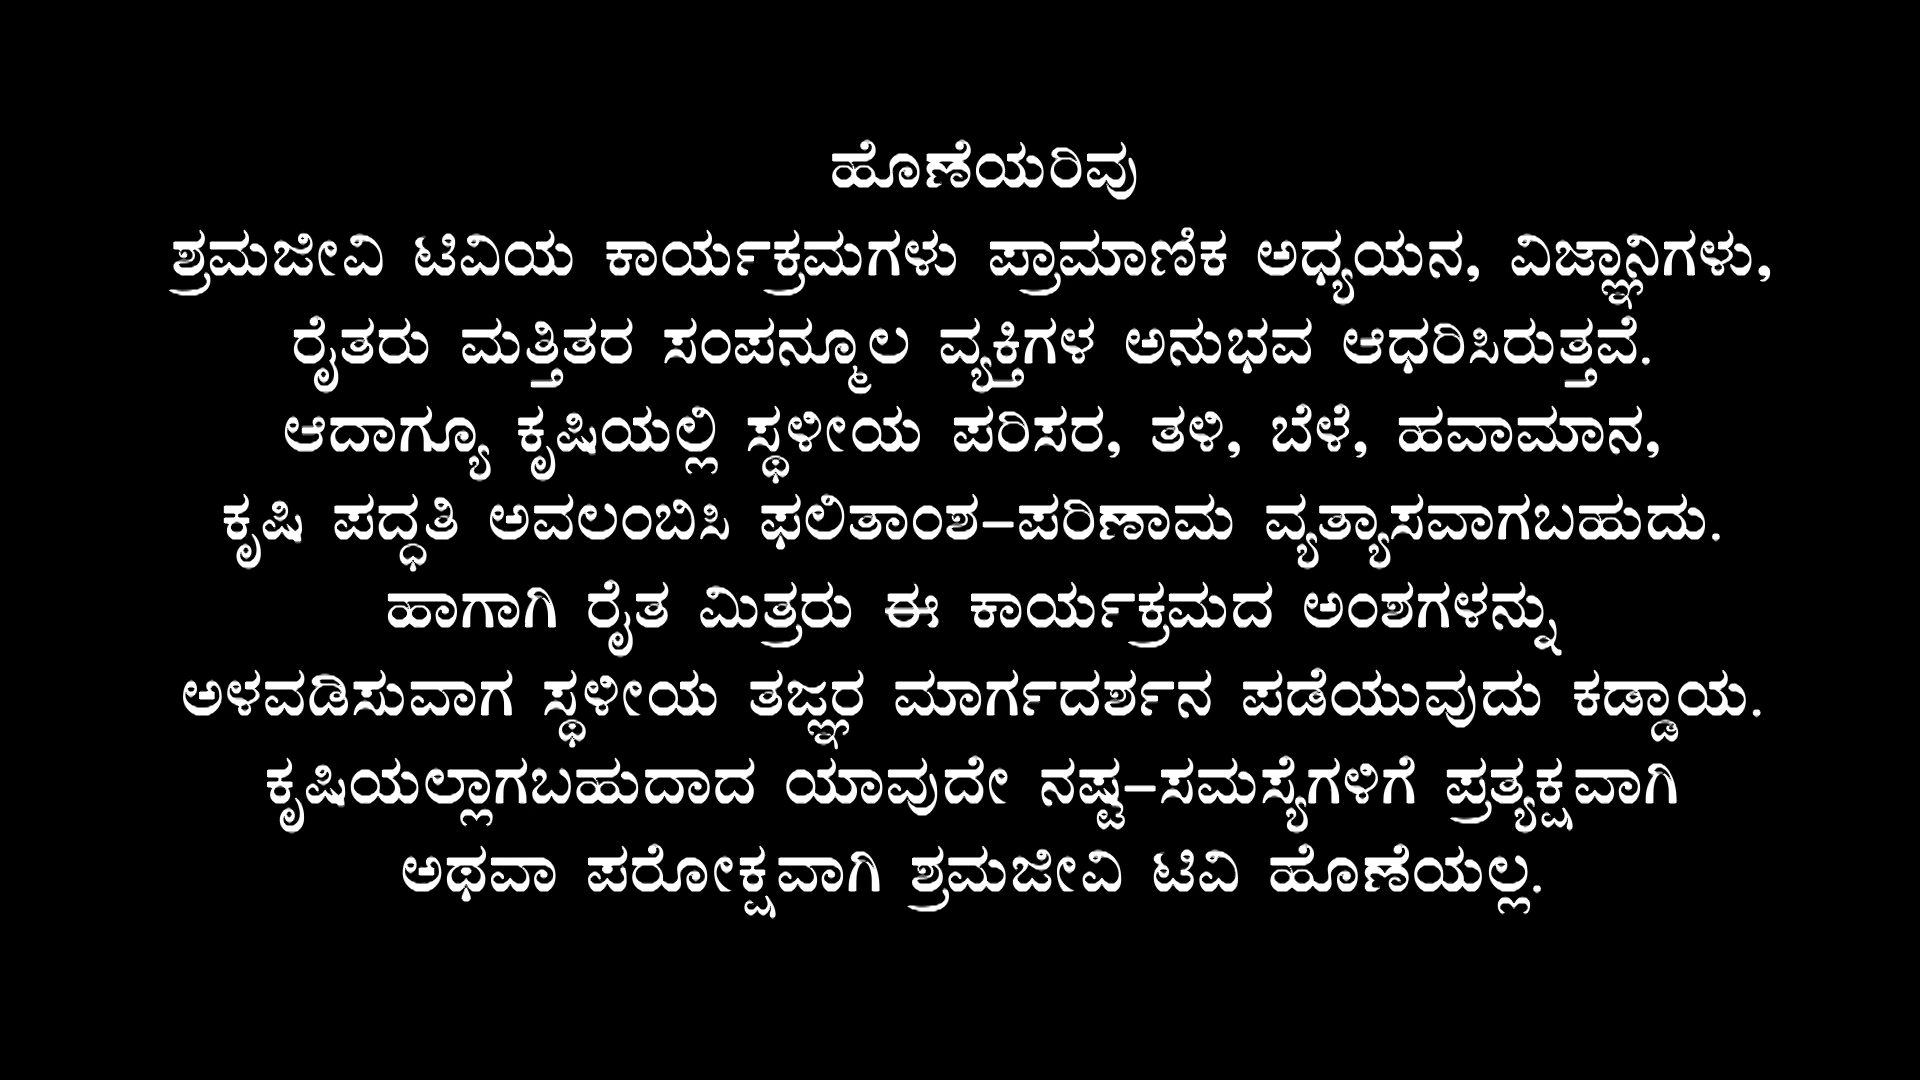 ಹೊಣೆಯರಿವು
ಶ್ರಮಜೀವಿ ಟಿವಿಯ ಕಾರ್ಯಕ್ರಮಗಳು ಪ್ರಾಮಾಣಿಕ ಅಧ್ಯಯನ, ವಿಜ್ಞಾನಿಗಳು,
ರೈತರು ಮತ್ತಿತರ ಸಂಪನ್ಮೂಲ ವ್ಯಕ್ತಿಗಳ ಅನುಭವ ಆಧರಿಸಿರುತ್ತವೆ.
ಆದಾಗ್ಯೂ ಕೃಷಿಯಲ್ಲಿ ಸ್ಥಳೀಯ ಪರಿಸರ, ತಳಿ, ಬೆಳೆ, ಹವಾಮಾನ,
ಕೃಷಿ ಪದ್ಧತಿ ಅವಲಂಬಿಸಿ ಫಲಿತಾಂಶ-ಪರಿಣಾಮ ವ್ಯತ್ಯಾಸವಾಗಬಹುದು.
ಹಾಗಾಗಿ ರೈತ ಮಿತ್ರರು ಈ ಕಾರ್ಯಕ್ರಮದ ಅಂಶಗಳನ್ನು
ಅಳವಡಿಸುವಾಗ ಸ್ಥಳೀಯ ತಜ್ಞರ ಮಾರ್ಗದರ್ಶನ ಪಡೆಯುವುದು ಕಡ್ಡಾಯ.
ಕೃಷಿಯಲ್ಲಾಗಬಹುದಾದ ಯಾವುದೇ ನಷ್ಟ-ಸಮಸ್ಯೆಗಳಿಗೆ ಪ್ರತ್ಯಕ್ಷವಾಗಿ
ಅಥವಾ ಪರೋಕ್ಷವಾಗಿ ಶ್ರಮಜೀವಿ ಟಿವಿ ಹೊಣೆಯಲ್ಲ.